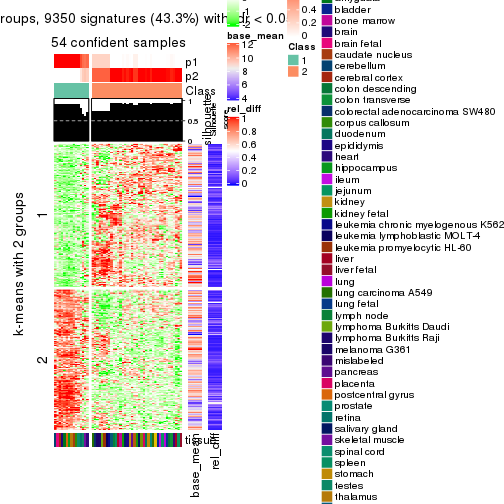 roups, 9350 signatures (43.3%) with fdr < 0.0
54 confident samples
p1
p2
Class
1
0.5
0
silhouette
k-means with 2 groups
1
2
tissue
base_mean
rel_diff
-2
base_mean
12
10
8
6
4
rel_diff
1
0.8
0.6
0.4
0.2
0
0.4
0.2
0
Class
1
2
bladder
bone marrow
brain
brain fetal
caudate nucleus
cerebellum
cerebral cortex
colon descending
colon transverse
colorectal adenocarcinoma SW480
corpus callosum
duodenum
epididymis
heart
hippocampus
ileum
jejunum
kidney
kidney fetal
leukemia chronic myelogenous K562
leukemia lymphoblastic MOLT-4
leukemia promyelocytic HL-60
liver
liver fetal
lung
lung carcinoma A549
lung fetal
lymph node
lymphoma Burkitts Daudi
lymphoma Burkitts Raji
melanoma G361
mislabeled
pancreas
placenta
postcentral gyrus
prostate
retina
salivary gland
skeletal muscle
spinal cord
spleen
stomach
testes
thalamus